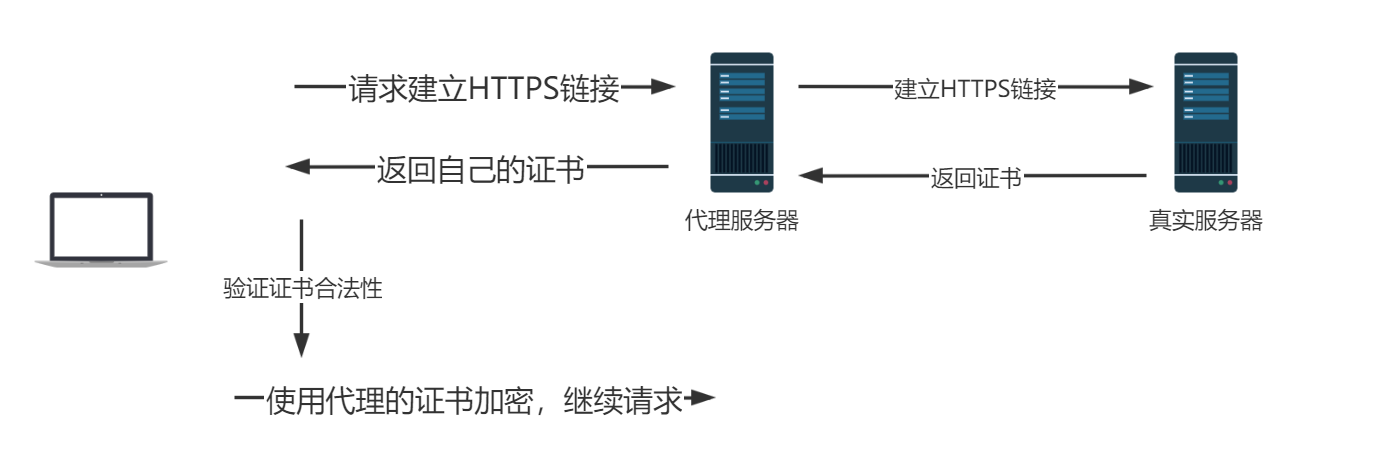 请求建立HTTPS链接
建立HTTPS链接
返回自己的证书
返回证书
代理服务器
真实服务器
验证证书合法性
使用代理的证书加密，继续请求